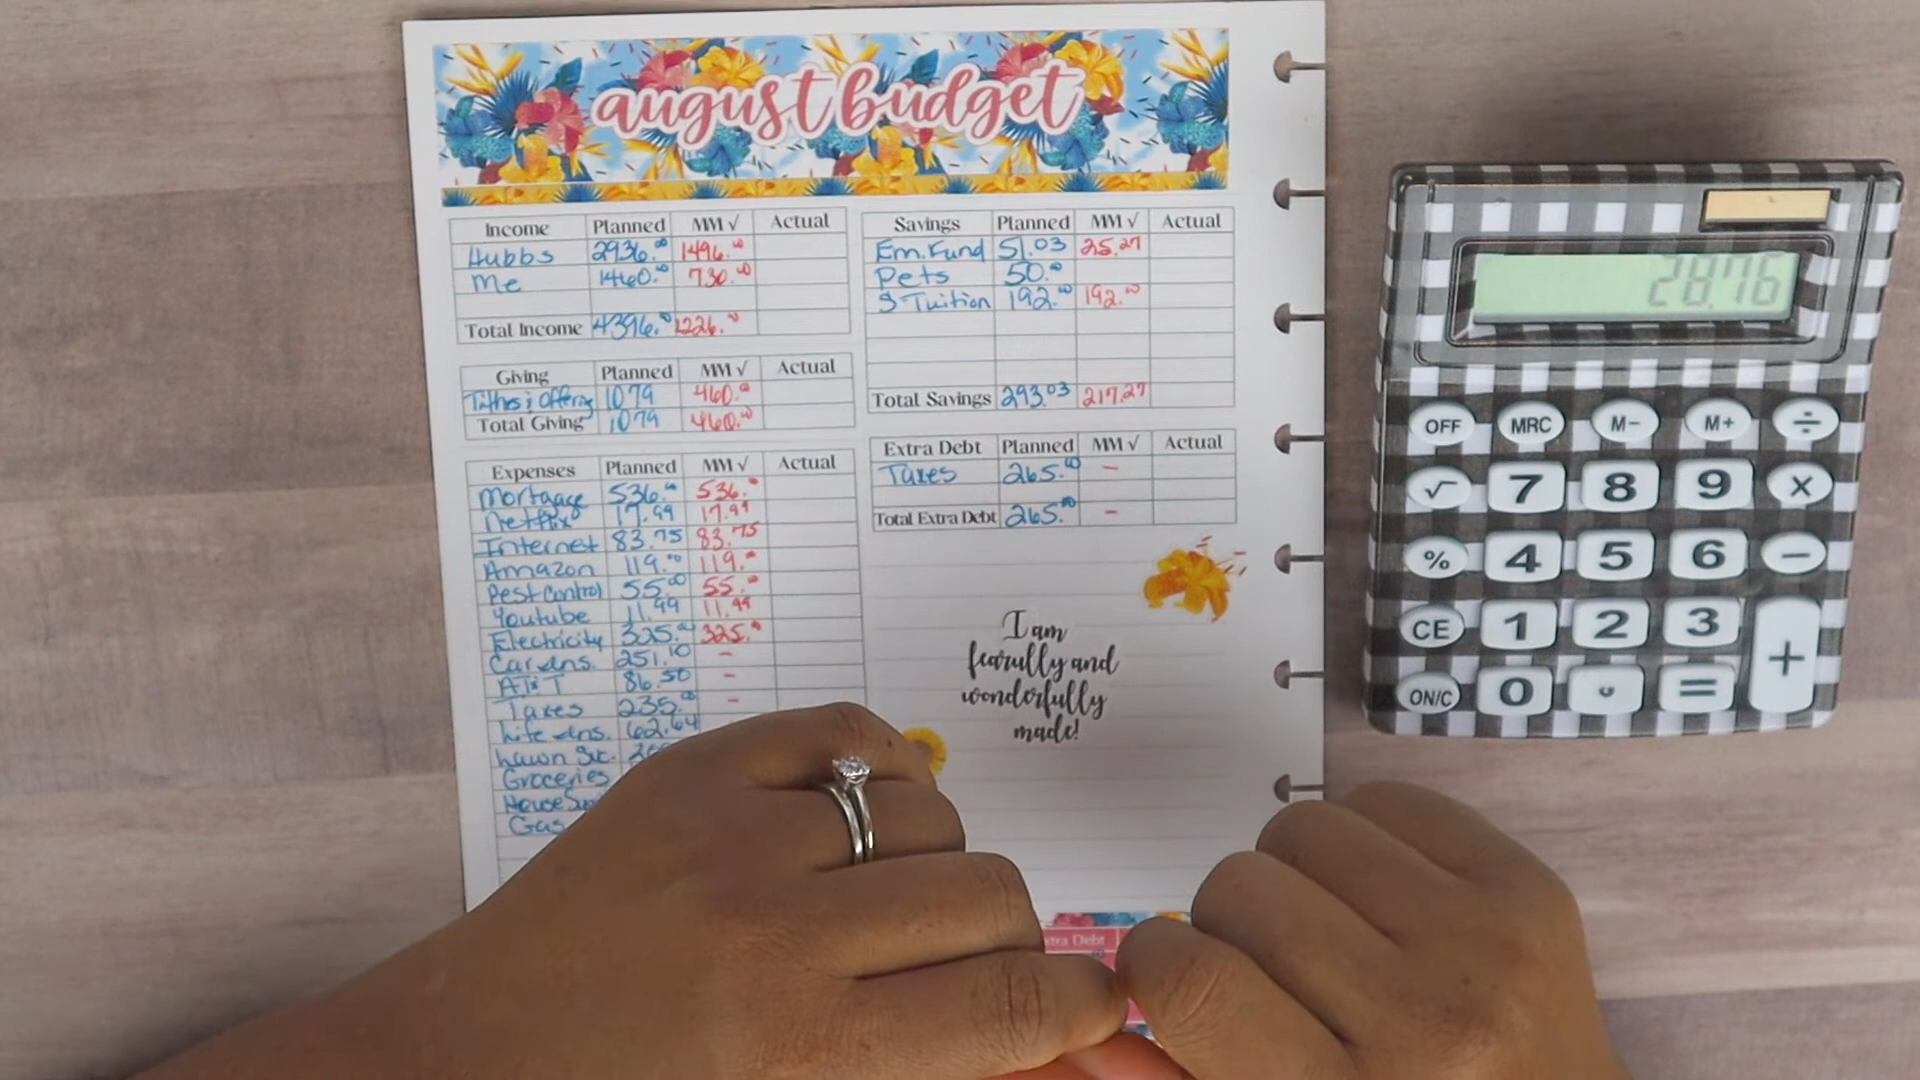 august budget
Income Planned MM √ Actual
Hubbs 2936.00 1496.00
Me 1460.00 730.00
Total Income 4396.00 2226.00
Giving Planned MM √ Actual
Tithes & Offering 1079 460.00
Total Giving 1079 460.00
Expenses Planned MM √ Actual
Mortgage 536.00 536.00
Netflix 17.99 17.99
Internet 83.75 83.75
Amazon 119.00 119.00
Pest Control 55.00 55.00
Youtube 11.99 11.99
Electricity 325.00 325.00
Car Ins. 251.10 -
AT&T 86.50 -
Taxes 235.00 -
Life Ins. 62.64
Lawn Svc.
Groceries
House
Gas
Savings Planned MM √ Actual
Em. Fund 51.03 25.27
Pets 50.00
S Tuition 192.00 192.00
Total Savings 293.03 217.27
Extra Debt Planned MM √ Actual
Taxes 265.00 -
Total Extra Debt 265.00 -
I am
fearully and
wonderfully
made!
Debt
28.76
OFF MRC M- M+ ÷
√ 7 8 9 X
% 4 5 6 −
CE 1 2 3 +
ON/C 0 . =